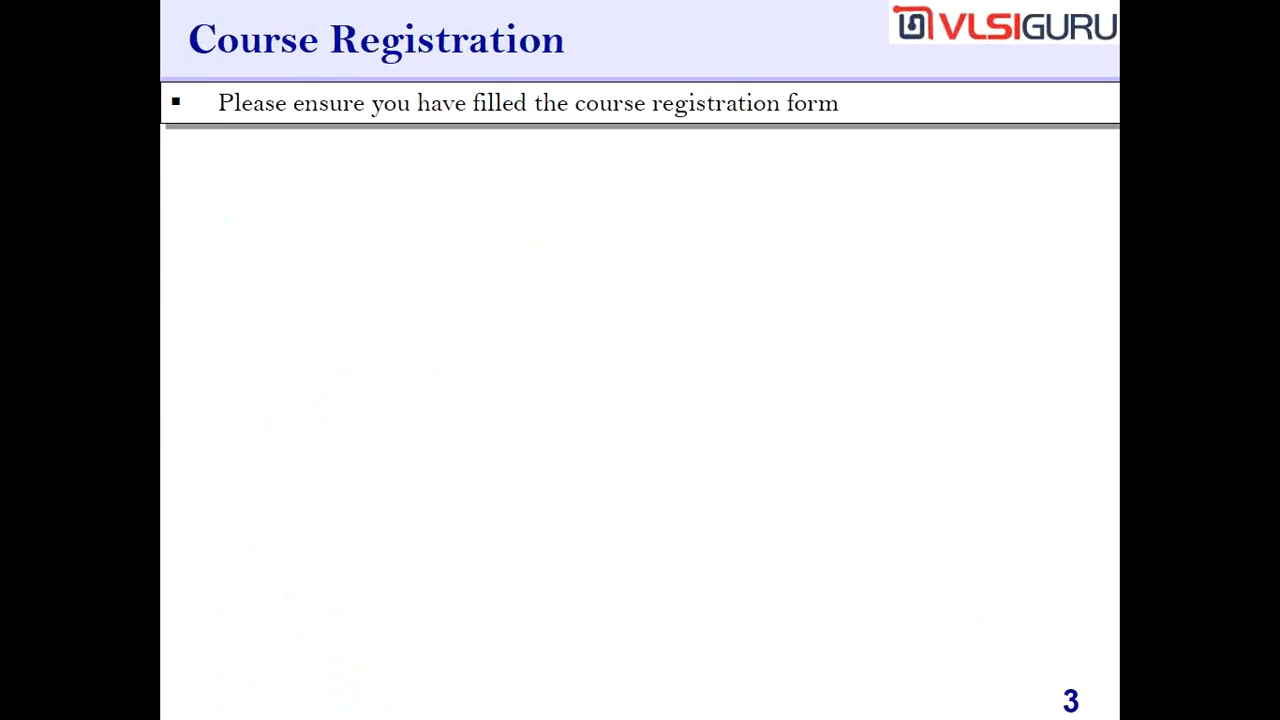 Course Registration
VLSIGURU
▪ Please ensure you have filled the course registration form
3